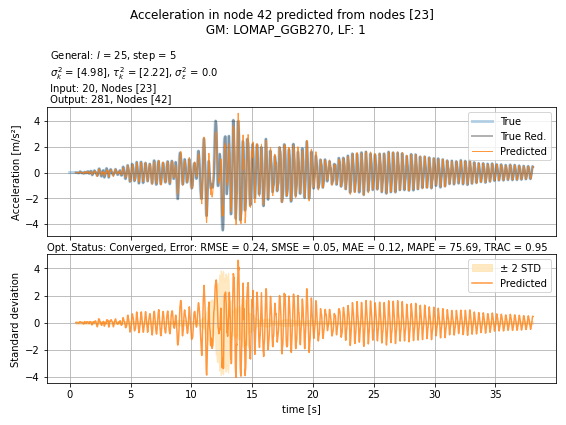 Acceleration in node 42 predicted from nodes [23]
GM: LOMAP_GGB270, LF: 1
General: l = 25, step = 5
σ²ₖ = [4.98], τ²ₖ = [2.22], σ²ε = 0.0
Input: 20, Nodes [23]
Output: 281, Nodes [42]
Acceleration [m/s²]
4
2
0
−2
−4
True
True Red.
Predicted
Opt. Status: Converged, Error: RMSE = 0.24, SMSE = 0.05, MAE = 0.12, MAPE = 75.69, TRAC = 0.95
Standard deviation
4
2
0
−2
−4
± 2 STD
Predicted
0 5 10 15 20 25 30 35
time [s]